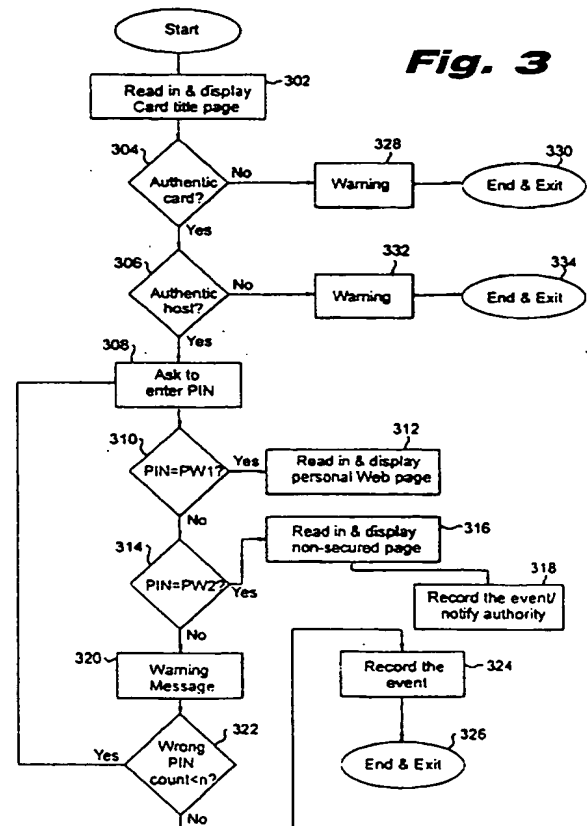 Start
Fig. 3
302
Read in & display
Card title page
304
Authentic
card?
No
328
Warning
330
End & Exit
Yes
306
Authentic
host?
No
332
Warning
334
End & Exit
Yes
308
Ask to
enter PIN
310
PIN=PW1?
Yes
312
Read in & display
personal Web page
No
314
PIN=PW2?
Yes
Read in & display
non-secured page
316
318
Record the event/
notify authority
No
320
Warning
Message
Record the
event
324
322
Yes
Wrong
PIN
count<n?
326
End & Exit
No